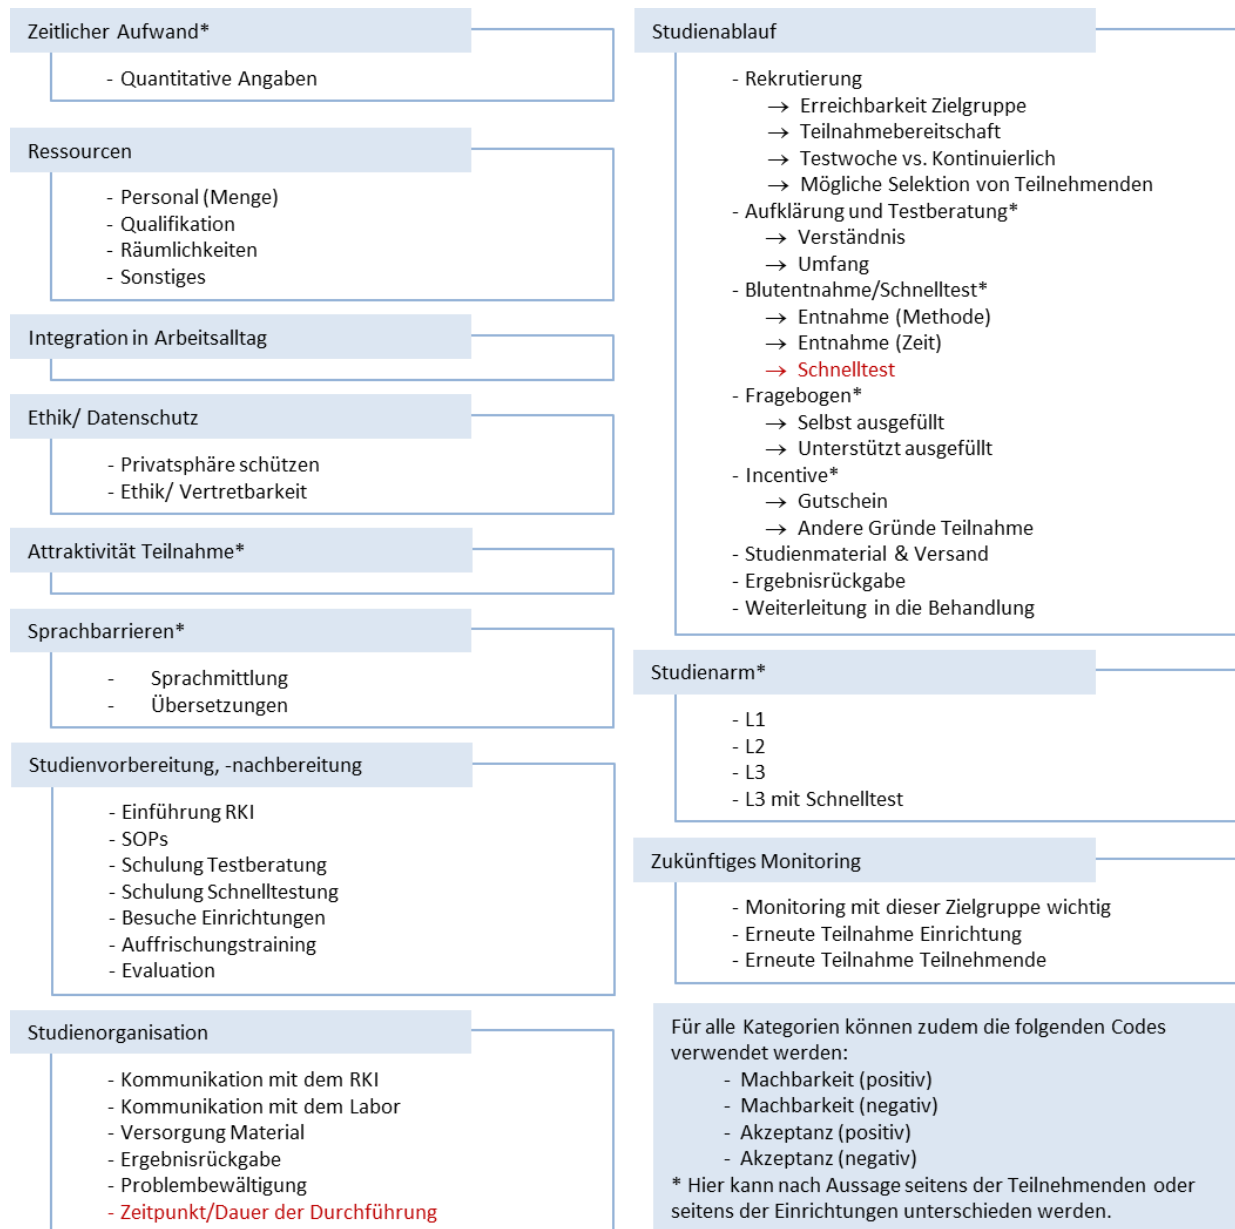 Zeitlicher Aufwand*
- Quantitative Angaben
Ressourcen
- Personal (Menge)
- Qualifikation
- Räumlichkeiten
- Sonstiges
Integration in Arbeitsalltag
Ethik/ Datenschutz
- Privatsphäre schützen
- Ethik/ Vertretbarkeit
Attraktivität Teilnahme*
Sprachbarrieren*
- Sprachmittlung
- Übersetzungen
Studienvorbereitung, -nachbereitung
- Einführung RKI
- SOPs
- Schulung Testberatung
- Schulung Schnelltestung
- Besuche Einrichtungen
- Auffrischungstraining
- Evaluation
Studienorganisation
- Kommunikation mit dem RKI
- Kommunikation mit dem Labor
- Versorgung Material
- Ergebnisrückgabe
- Problembewältigung
- Zeitpunkt/Dauer der Durchführung
Studienablauf
- Rekrutierung
→ Erreichbarkeit Zielgruppe
→ Teilnahmebereitschaft
→ Testwoche vs. Kontinuierlich
→ Mögliche Selektion von Teilnehmenden
- Aufklärung und Testberatung*
→ Verständnis
→ Umfang
- Blutentnahme/Schnelltest*
→ Entnahme (Methode)
→ Entnahme (Zeit)
→ Schnelltest
- Fragebogen*
→ Selbst ausgefüllt
→ Unterstützt ausgefüllt
- Incentive*
→ Gutschein
→ Andere Gründe Teilnahme
- Studienmaterial & Versand
- Ergebnisrückgabe
- Weiterleitung in die Behandlung
Studienarm*
- L1
- L2
- L3
- L3 mit Schnelltest
Zukünftiges Monitoring
- Monitoring mit dieser Zielgruppe wichtig
- Erneute Teilnahme Einrichtung
- Erneute Teilnahme Teilnehmende
Für alle Kategorien können zudem die folgenden Codes
verwendet werden:
- Machbarkeit (positiv)
- Machbarkeit (negativ)
- Akzeptanz (positiv)
- Akzeptanz (negativ)
* Hier kann nach Aussage seitens der Teilnehmenden oder
seitens der Einrichtungen unterschieden werden.